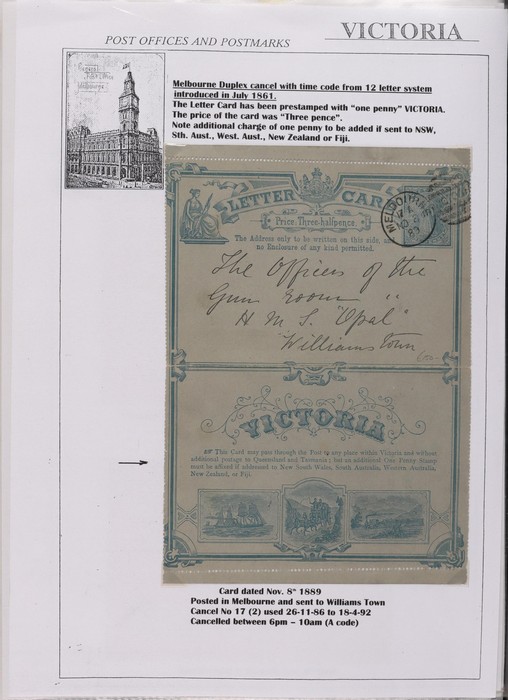 VICTORIA
POST OFFICES AND POSTMARKS
General
Post Office
Melbourne
Melbourne Duplex cancel with time code from 12 letter system
introduced in July 1861.
The Letter Card has been prestamped with “one penny” VICTORIA.
The price of the card was “Three pence”.
Note additional charge of one penny to be added if sent to NSW,
Sth. Aust., West. Aust., New Zealand or Fiji.
LETTER CAR
MELBOURN
Price Three-halfpence.
The Address only to be written on this side,
no Enclosure of any kind permitted.
The Officers of the
Gun room
H M S. "Opal"
Williamstown
VICTORIA
This Card may pass through the Post to any place within Victoria and without
additional postage to Queensland and Tasmania; but an additional One Penny Stamp
must be affixed if addressed to New South Wales, South Australia, Western Australia,
New Zealand, or Fiji.
Card dated Nov. 8th 1889
Posted in Melbourne and sent to Williams Town
Cancel No 17 (2) used 26-11-86 to 18-4-92
Cancelled between 6pm – 10am (A code)